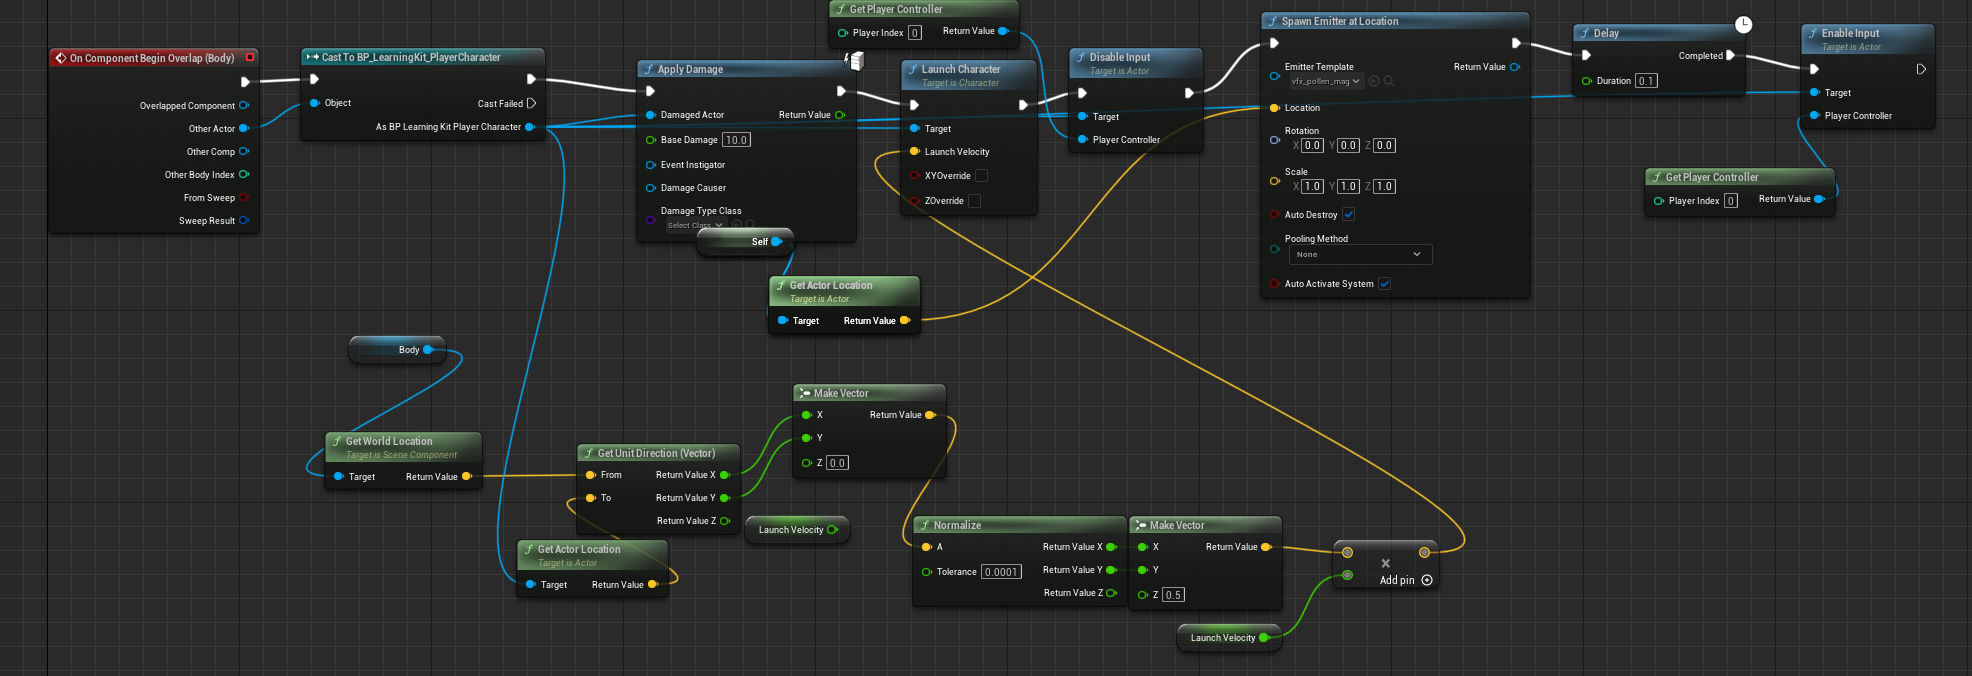 Get Player Controller
Player Index 0
Return Value
On Component Begin Overlap (Body)
Overlapped Component
Other Actor
Other Comp
Other Body Index
From Sweep
Sweep Result
Cast To BP_LearningKit_PlayerCharacter
Object
Cast Failed
As BP Learning Kit Player Character
Apply Damage
Damaged Actor
Return Value
Base Damage 10.0
Event Instigator
Damage Causer
Damage Type Class
Select Class
Self
Get Actor Location
Target is Actor
Target
Return Value
Launch Character
Target is Character
Target
Launch Velocity
XYOverride
ZOverride
Disable Input
Target is Actor
Target
Player Controller
Spawn Emitter at Location
Emitter Template
Return Value
vfx_pollen_mag
Location
Rotation
X 0.0 Y 0.0 Z 0.0
Scale
X 1.0 Y 1.0 Z 1.0
Auto Destroy
Pooling Method
None
Auto Activate System
Delay
Completed
Duration 0.1
Enable Input
Target is Actor
Target
Player Controller
Get Player Controller
Player Index 0
Return Value
Body
Get World Location
Target is Scene Component
Target
Return Value
Get Unit Direction (Vector)
From
Return Value X
To
Return Value Y
Return Value Z
Get Actor Location
Target is Actor
Target
Return Value
Make Vector
X
Return Value
Y
Z 0.0
Launch Velocity
Normalize
A
Return Value X
Return Value Y
Tolerance 0.0001
Return Value Z
Make Vector
X
Return Value
Y
Z 0.5
Add pin
Launch Velocity